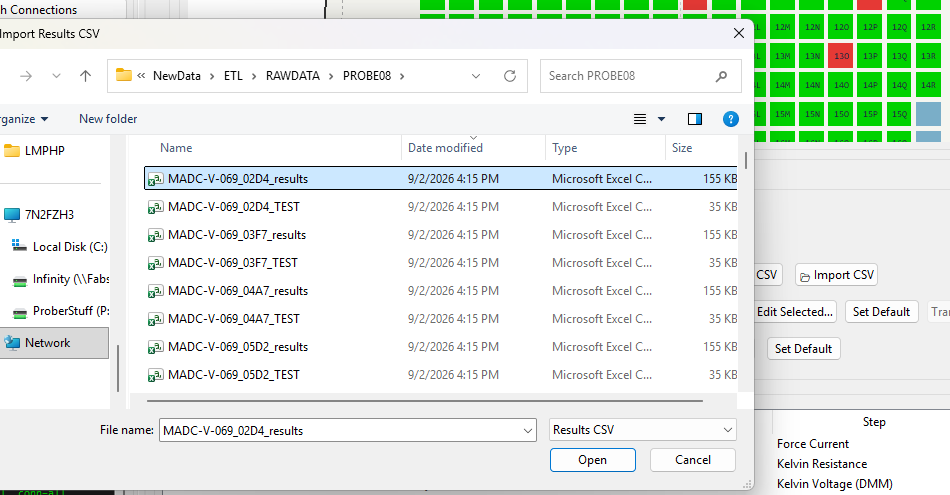 ch Connections
Import Results CSV
NewData > ETL > RAWDATA > PROBE08 >
Search PROBE08
rganize
New folder
LMPHP
7N2FZH3
Local Disk (C:)
Infinity (\\Fabs
ProberStuff (P:
Network
Name Date modified Type Size
MADC-V-069_02D4_results 9/2/2026 4:15 PM Microsoft Excel C... 155 KB
MADC-V-069_02D4_TEST 9/2/2026 4:15 PM Microsoft Excel C... 35 KB
MADC-V-069_03F7_results 9/2/2026 4:15 PM Microsoft Excel C... 155 KB
MADC-V-069_03F7_TEST 9/2/2026 4:15 PM Microsoft Excel C... 35 KB
MADC-V-069_04A7_results 9/2/2026 4:15 PM Microsoft Excel C... 155 KB
MADC-V-069_04A7_TEST 9/2/2026 4:15 PM Microsoft Excel C... 35 KB
MADC-V-069_05D2_results 9/2/2026 4:15 PM Microsoft Excel C... 155 KB
MADC-V-069_05D2_TEST 9/2/2026 4:15 PM Microsoft Excel C... 35 KB
File name: MADC-V-069_02D4_results
Results CSV
Open
Cancel
12M 12N 12O 12P 12Q 12R
13M 13N 13O 13P 13Q 13R
14M 14N 14O 14P 14Q 14R
15M 15N 15O 15P 15Q
CSV
Import CSV
Edit Selected...
Set Default
Tra
Set Default
Step
Force Current
Kelvin Resistance
Kelvin Voltage (DMM)